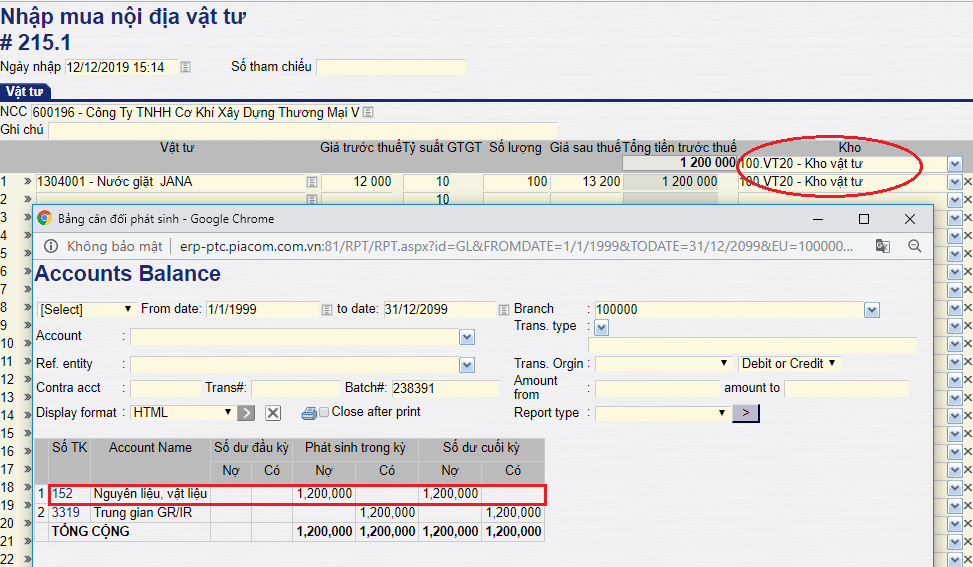 Nhập mua nội địa vật tư
# 215.1
Ngày nhập 12/12/2019 15:14 Số tham chiếu
Vật tư
NCC 600196 - Công Ty TNHH Cơ Khí Xây Dựng Thương Mại V
Ghi chú
Vật tư Giá trước thuế Tỷ suất GTGT Số lượng Giá sau thuế Tổng tiền trước thuế Kho
1 200 000 100.VT20 - Kho vật tư
1 » 1304001 - Nước giặt JANA 12 000 10 100 13 200 1 200 000 100.VT20 - Kho vật tư
2 » 10
3 »
4 »
5 »
6 »
7 »
8 »
9 »
10 »
11 »
12 »
13 »
14 »
15 »
16 »
17 »
18 »
19 »
20 »
21 »
22 »
Bảng cân đối phát sinh - Google Chrome
Không bảo mật | erp-ptc.piacom.com.vn:81/RPT/RPT.aspx?id=GL&FROMDATE=1/1/1999&TODATE=31/12/2099&EU=100000...
Accounts Balance
[Select] From date: 1/1/1999 to date: 31/12/2099 Branch : 100000
Trans. type :
Account :
Ref. entity : Trans. Orgin : Debit or Credit
Contra acct : Trans#: Batch#: 238391 Amount from : amount to
Display format : HTML > X Close after print Report type : >
Số TK Account Name Số dư đầu kỳ Phát sinh trong kỳ Số dư cuối kỳ
Nợ Có Nợ Có Nợ Có
1 152 Nguyên liệu, vật liệu 1,200,000 1,200,000
2 3319 Trung gian GR/IR 1,200,000 1,200,000
TỔNG CỘNG 1,200,000 1,200,000 1,200,000 1,200,000